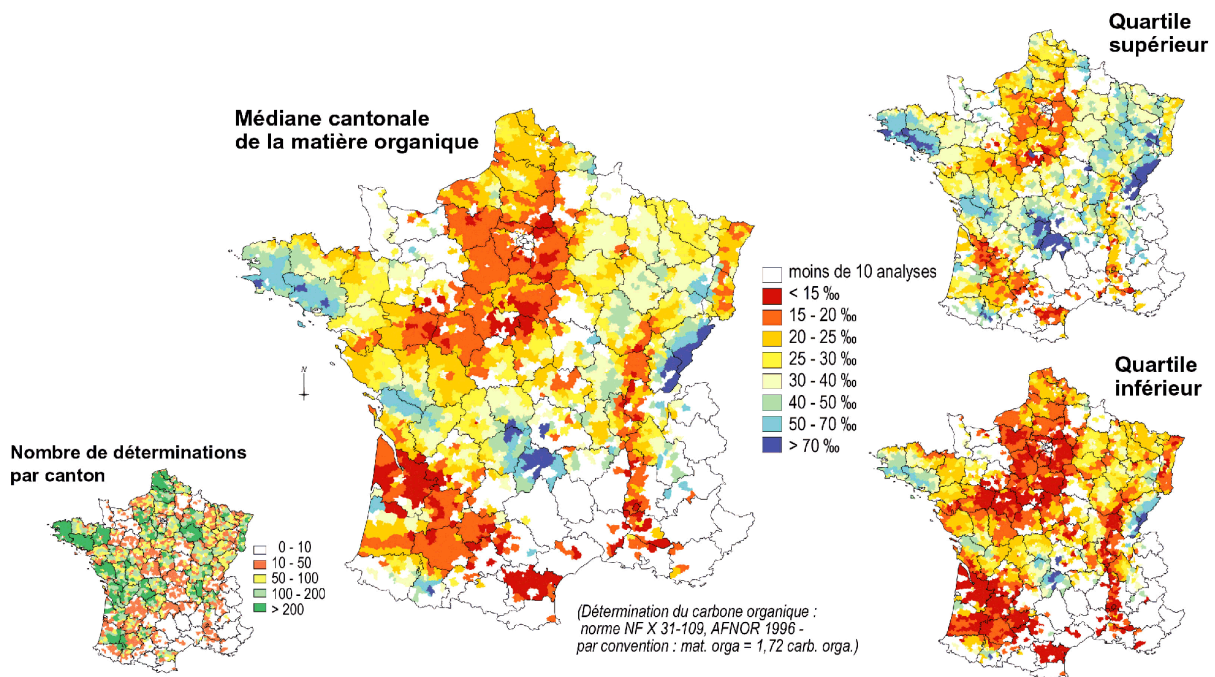 Quartile
supérieur
Médiane cantonale
de la matière organique
moins de 10 analyses
< 15 ‰
15 - 20 ‰
20 - 25 ‰
25 - 30 ‰
30 - 40 ‰
40 - 50 ‰
50 - 70 ‰
> 70 ‰
Quartile
inférieur
N
Nombre de déterminations
par canton
0 - 10
10 - 50
50 - 100
100 - 200
> 200
(Détermination du carbone organique :
norme NF X 31-109, AFNOR 1996 -
par convention : mat. orga = 1,72 carb. orga.)